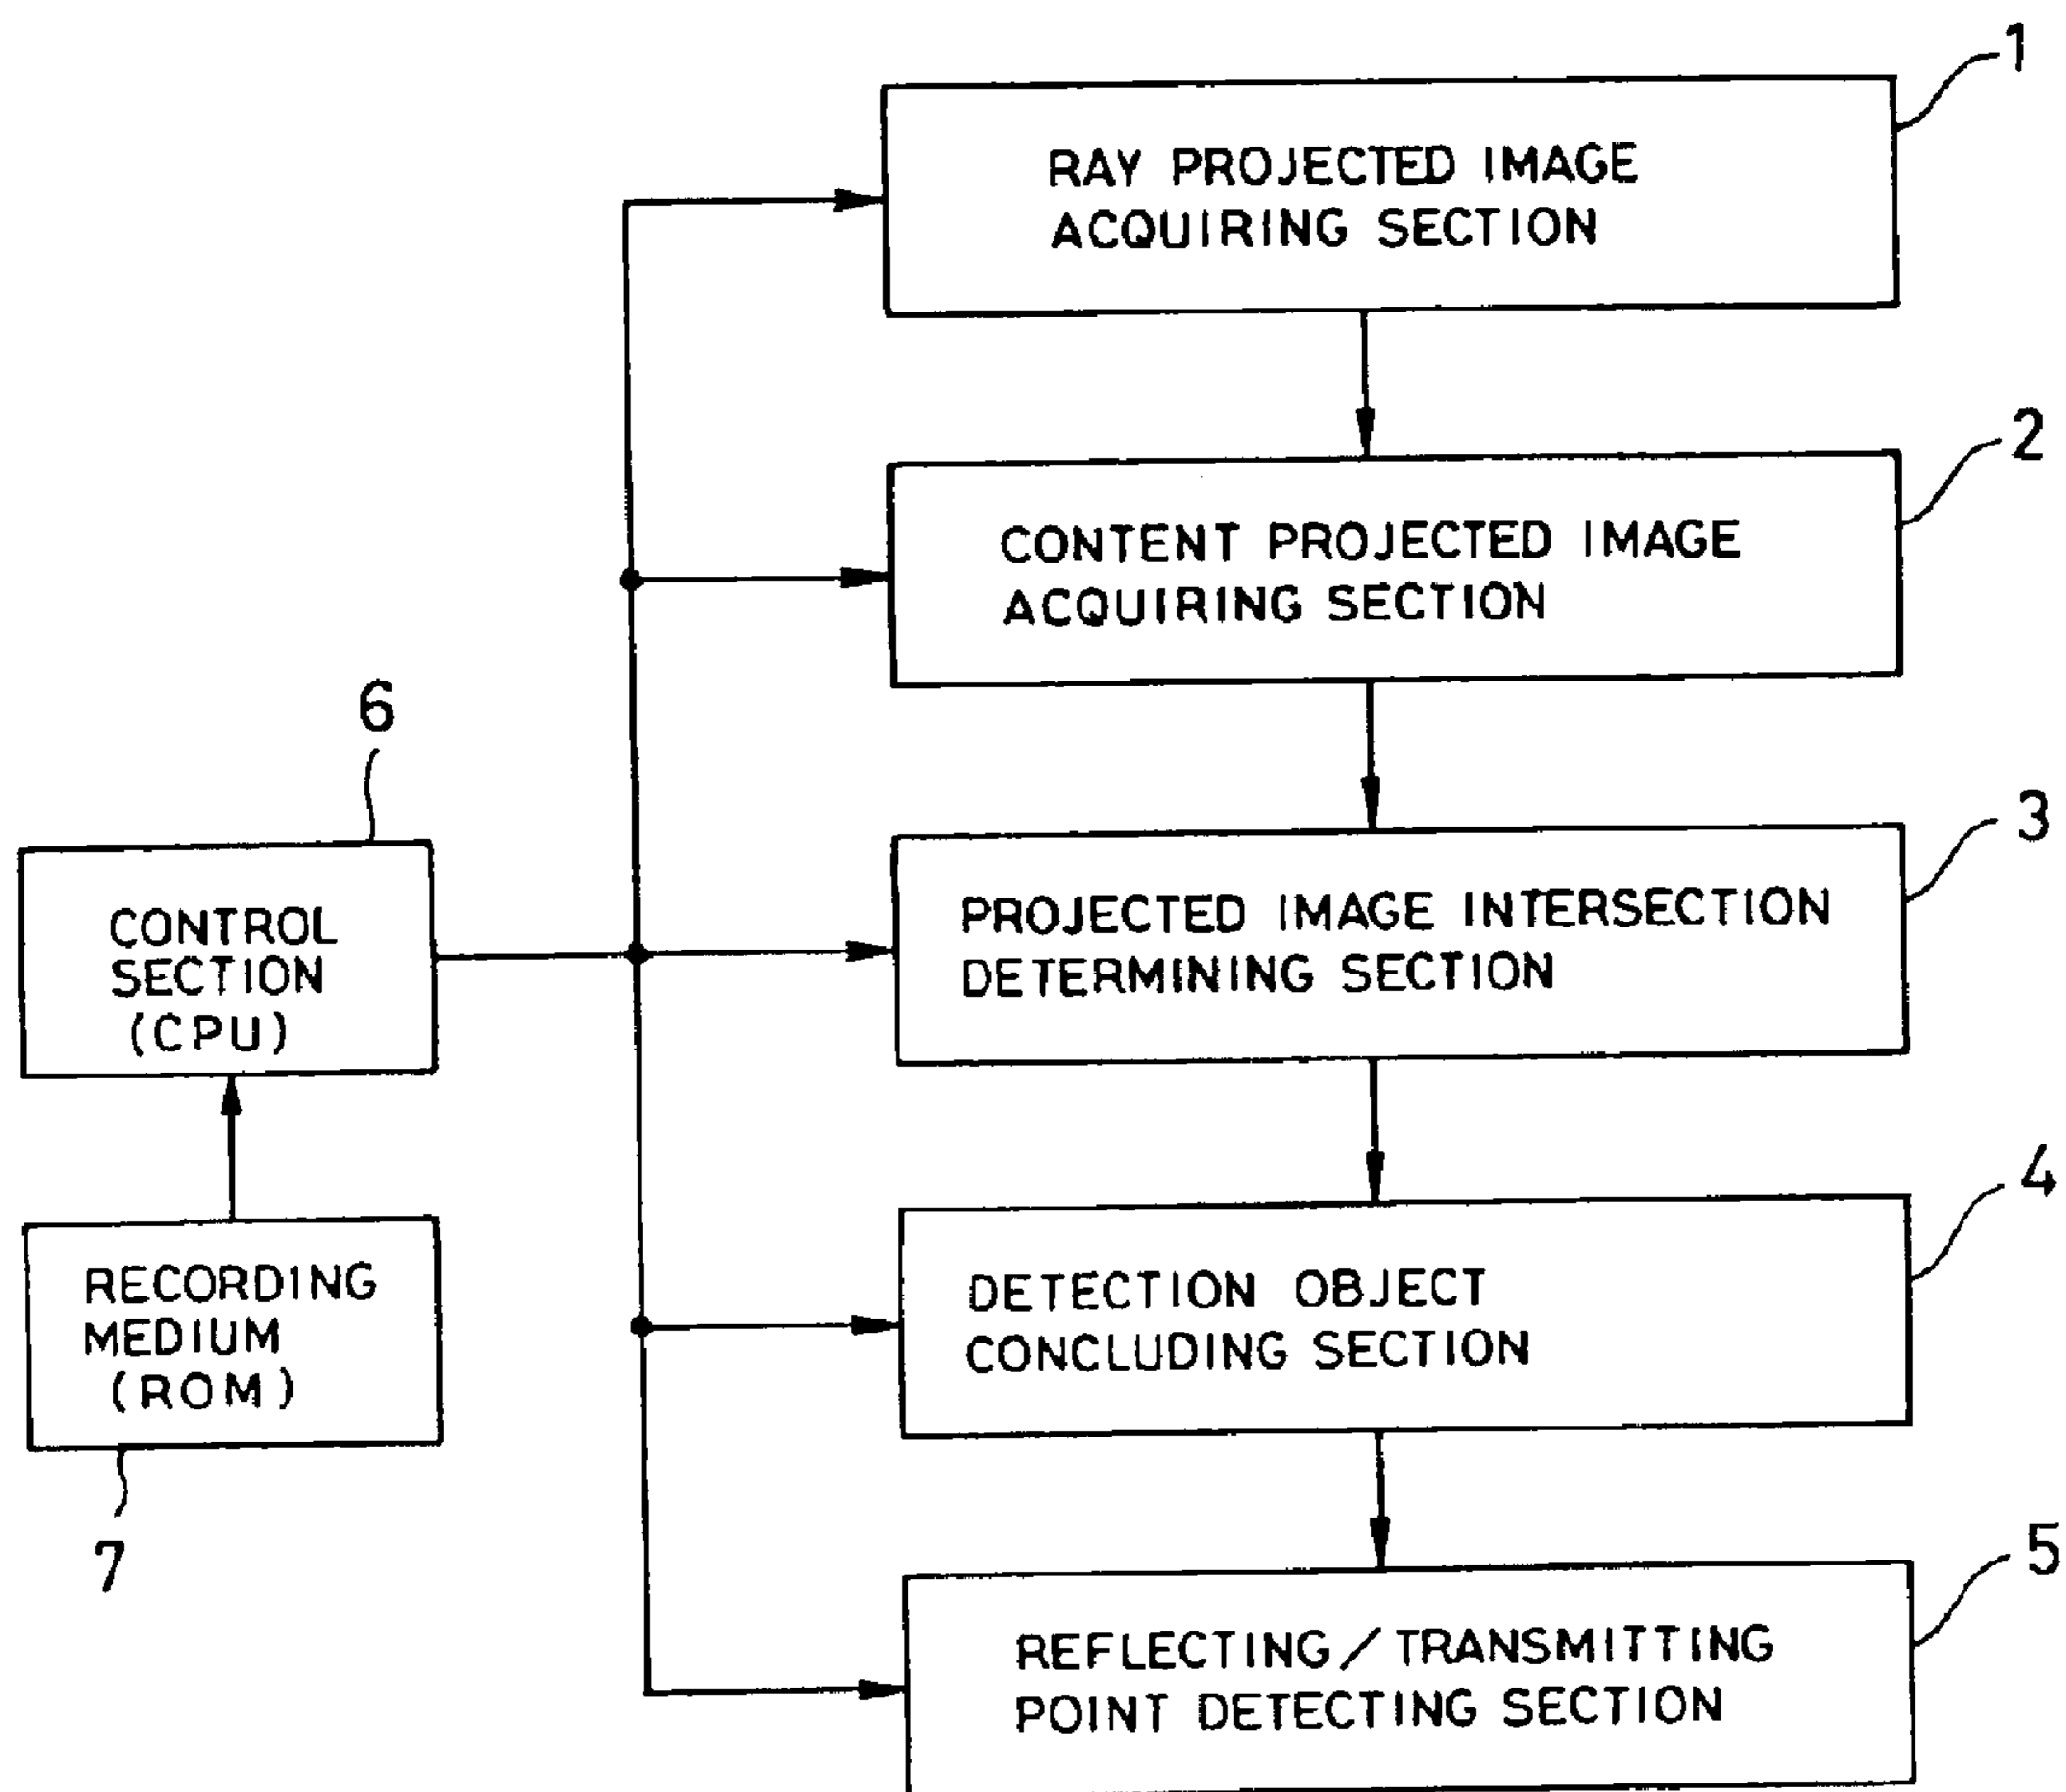 1
RAY PROJECTED IMAGE
ACQUIRING SECTION
2
CONTENT PROJECTED IMAGE
ACQUIRING SECTION
6
3
CONTROL
SECTION
(CPU)
PROJECTED IMAGE INTERSECTION
DETERMINING SECTION
4
RECORDING
MEDIUM
(ROM)
7
DETECTION OBJECT
CONCLUDING SECTION
5
REFLECTING/TRANSMITTING
POINT DETECTING SECTION